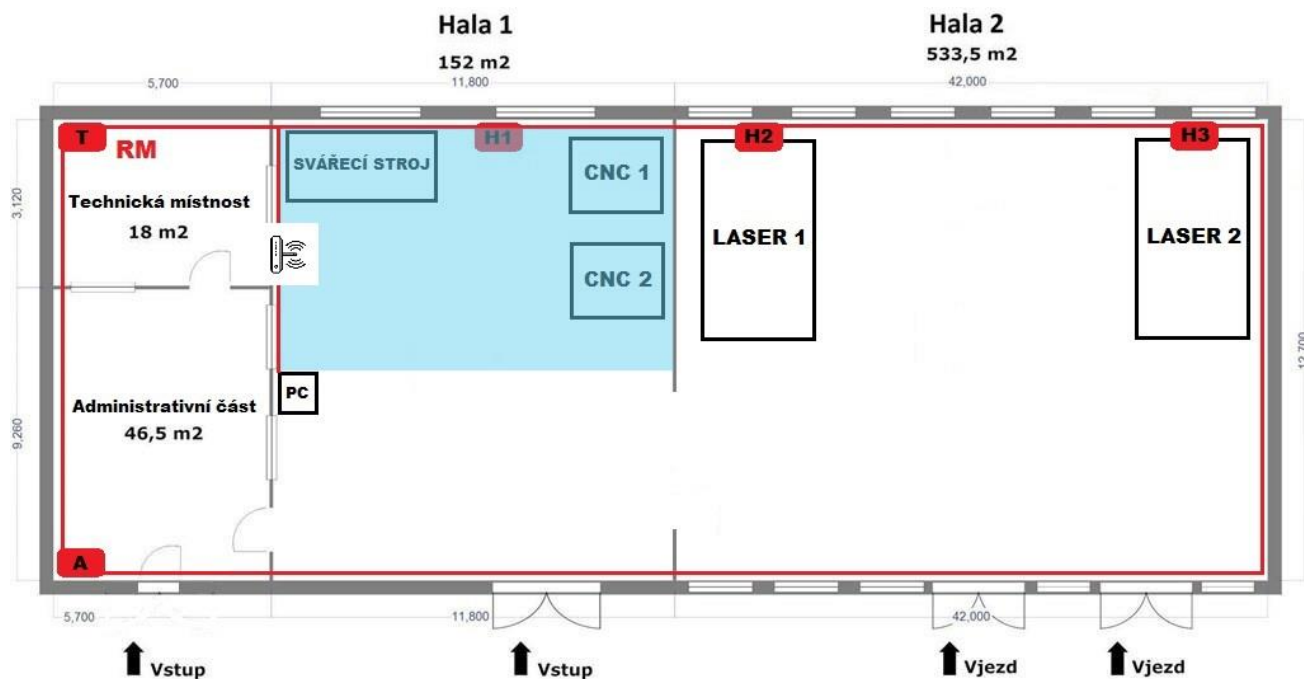 Hala 1
152 m2
Hala 2
533,5 m2
5,700
11,800
42,000
T
RM
SVÁŘECÍ STROJ
H1
CNC 1
H2
H3
3,120
Technická místnost
18 m2
LASER 1
LASER 2
CNC 2
12,700
PC
Administrativní část
46,5 m2
9,260
A
5,700
11,800
42,000
Vstup
Vstup
Vjezd
Vjezd